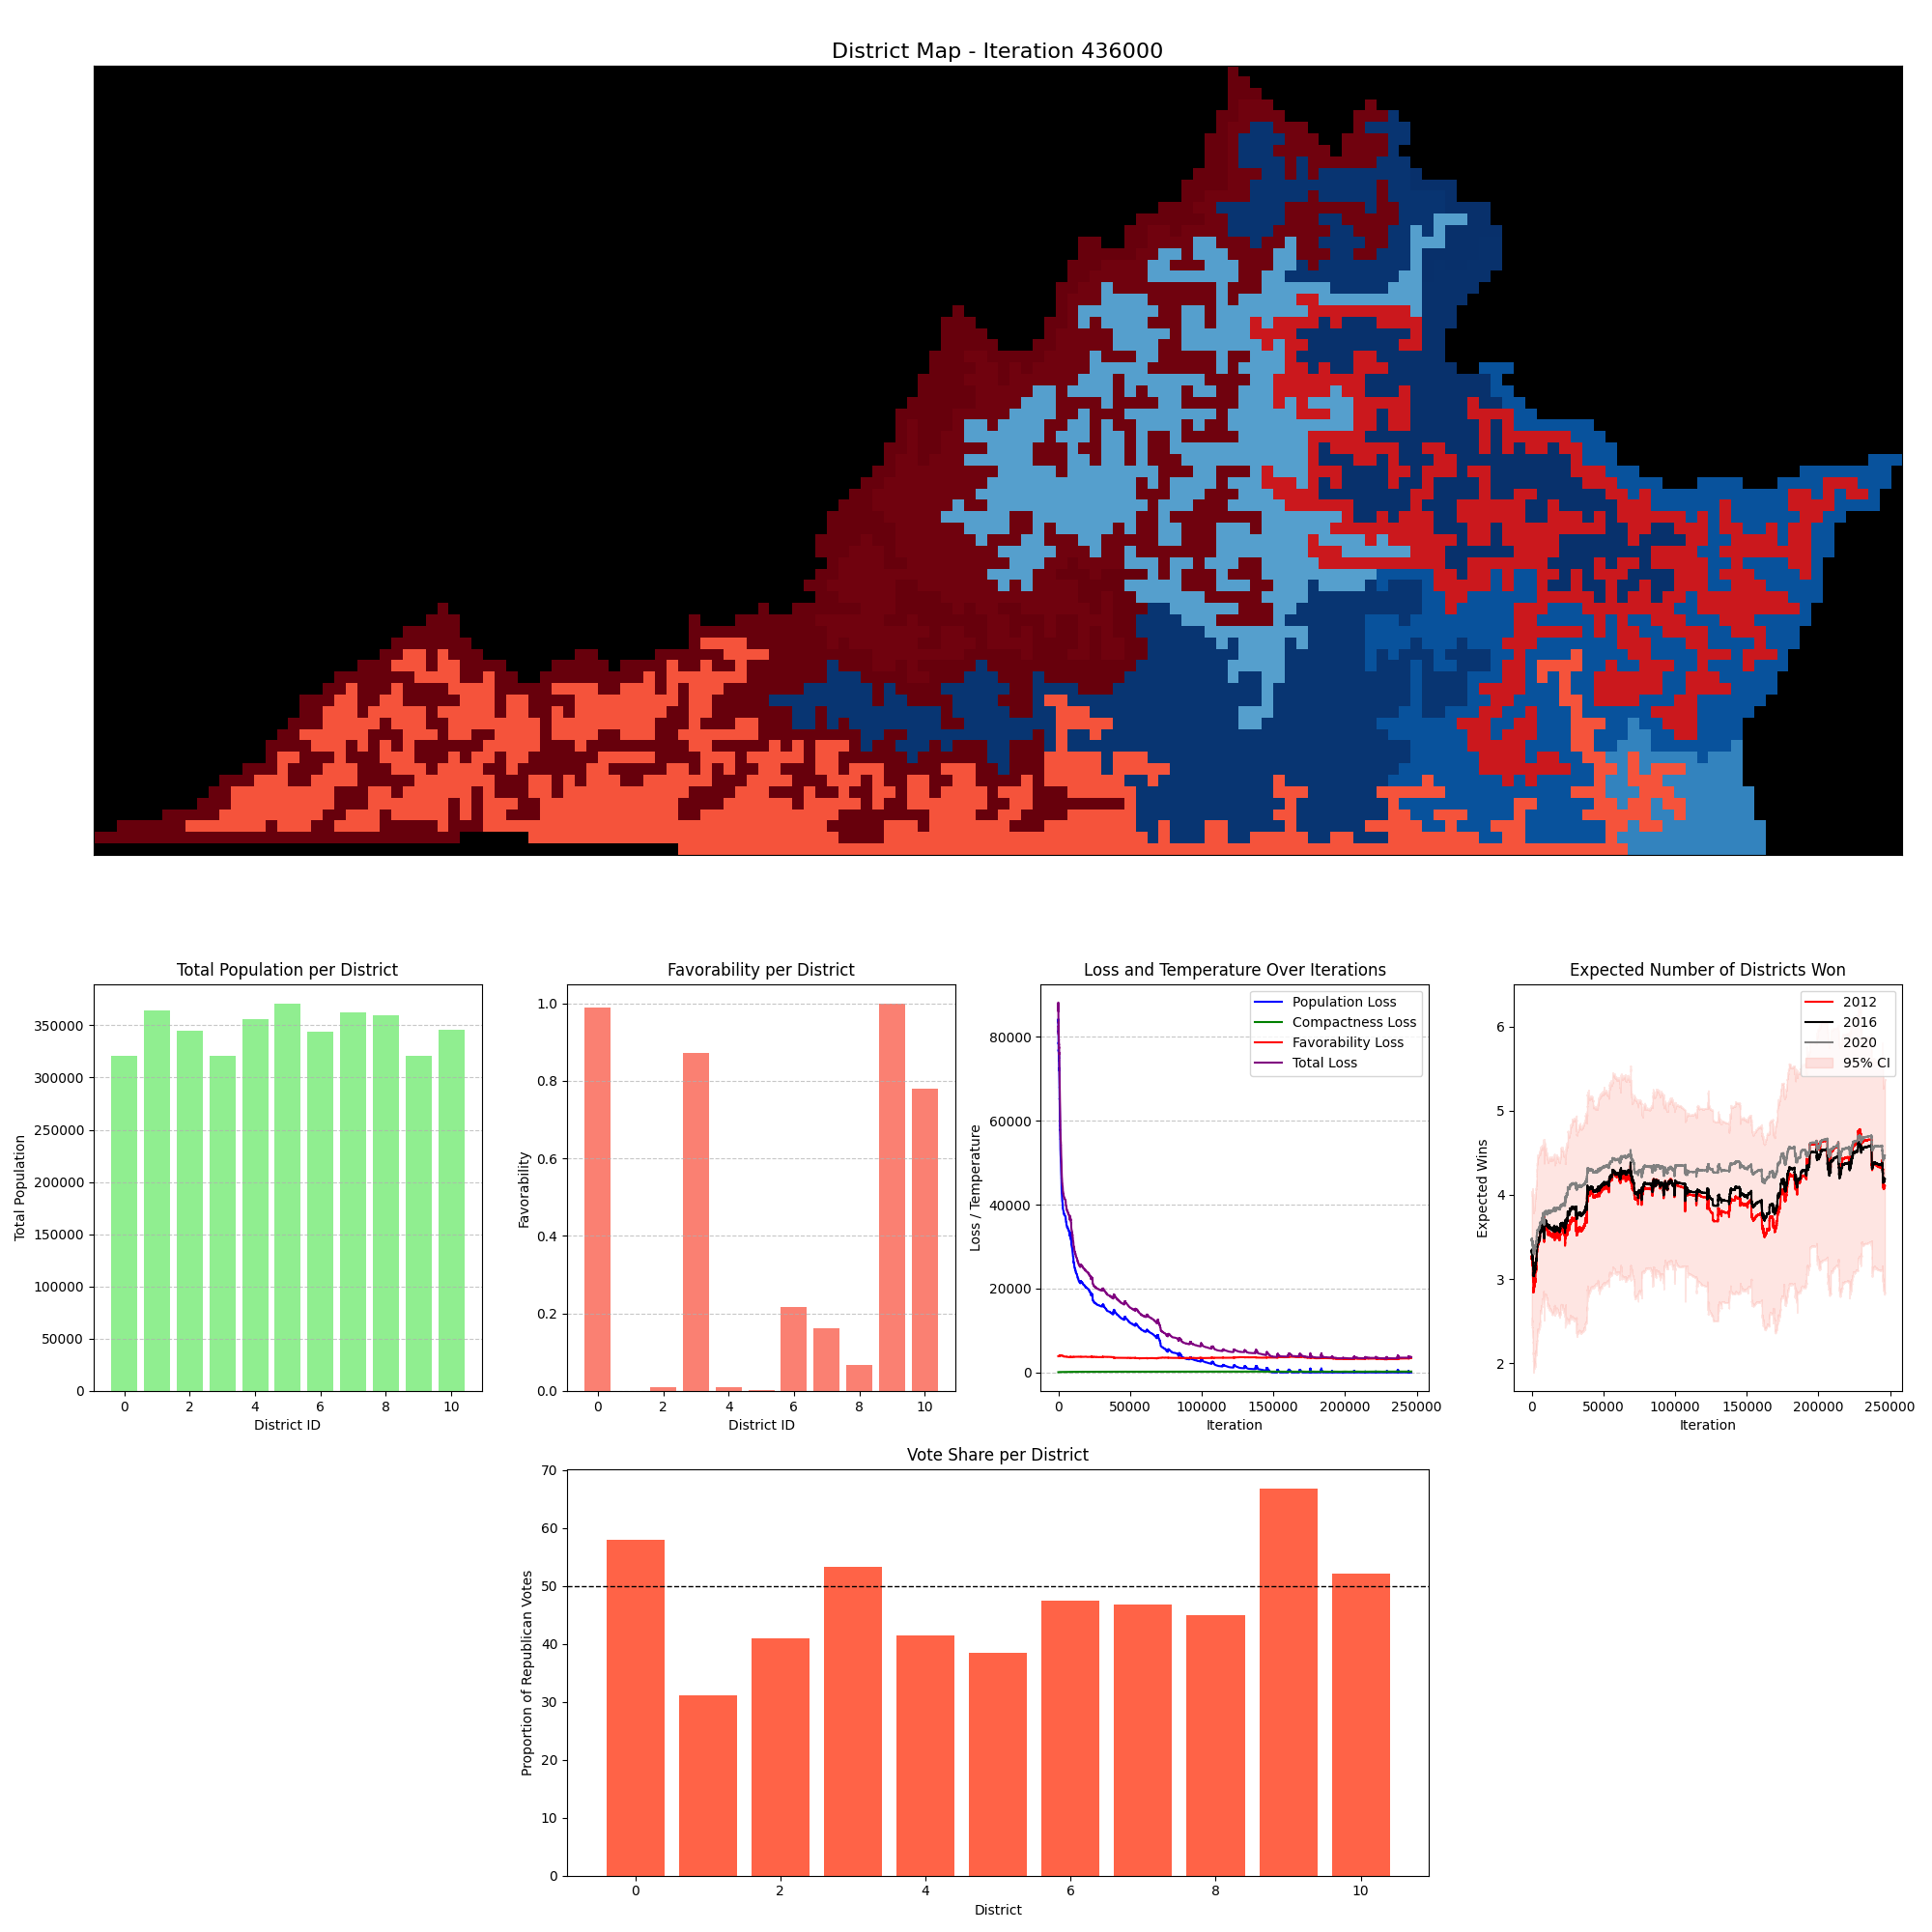 District Map - Iteration 436000
Total Population per District
Total Population
350000
300000
250000
200000
150000
100000
50000
0
0 2 4 6 8 10
District ID
Favorability per District
Favorability
1.0
0.8
0.6
0.4
0.2
0.0
0 2 4 6 8 10
District ID
Loss and Temperature Over Iterations
Loss / Temperature
Population Loss
Compactness Loss
Favorability Loss
Total Loss
80000
60000
40000
20000
0
0 50000 100000 150000 200000 250000
Iteration
Expected Number of Districts Won
Expected Wins
2012
2016
2020
95% CI
6
5
4
3
2
0 50000 100000 150000 200000 250000
Iteration
Vote Share per District
Proportion of Republican Votes
70
60
50
40
30
20
10
0
0 2 4 6 8 10
District